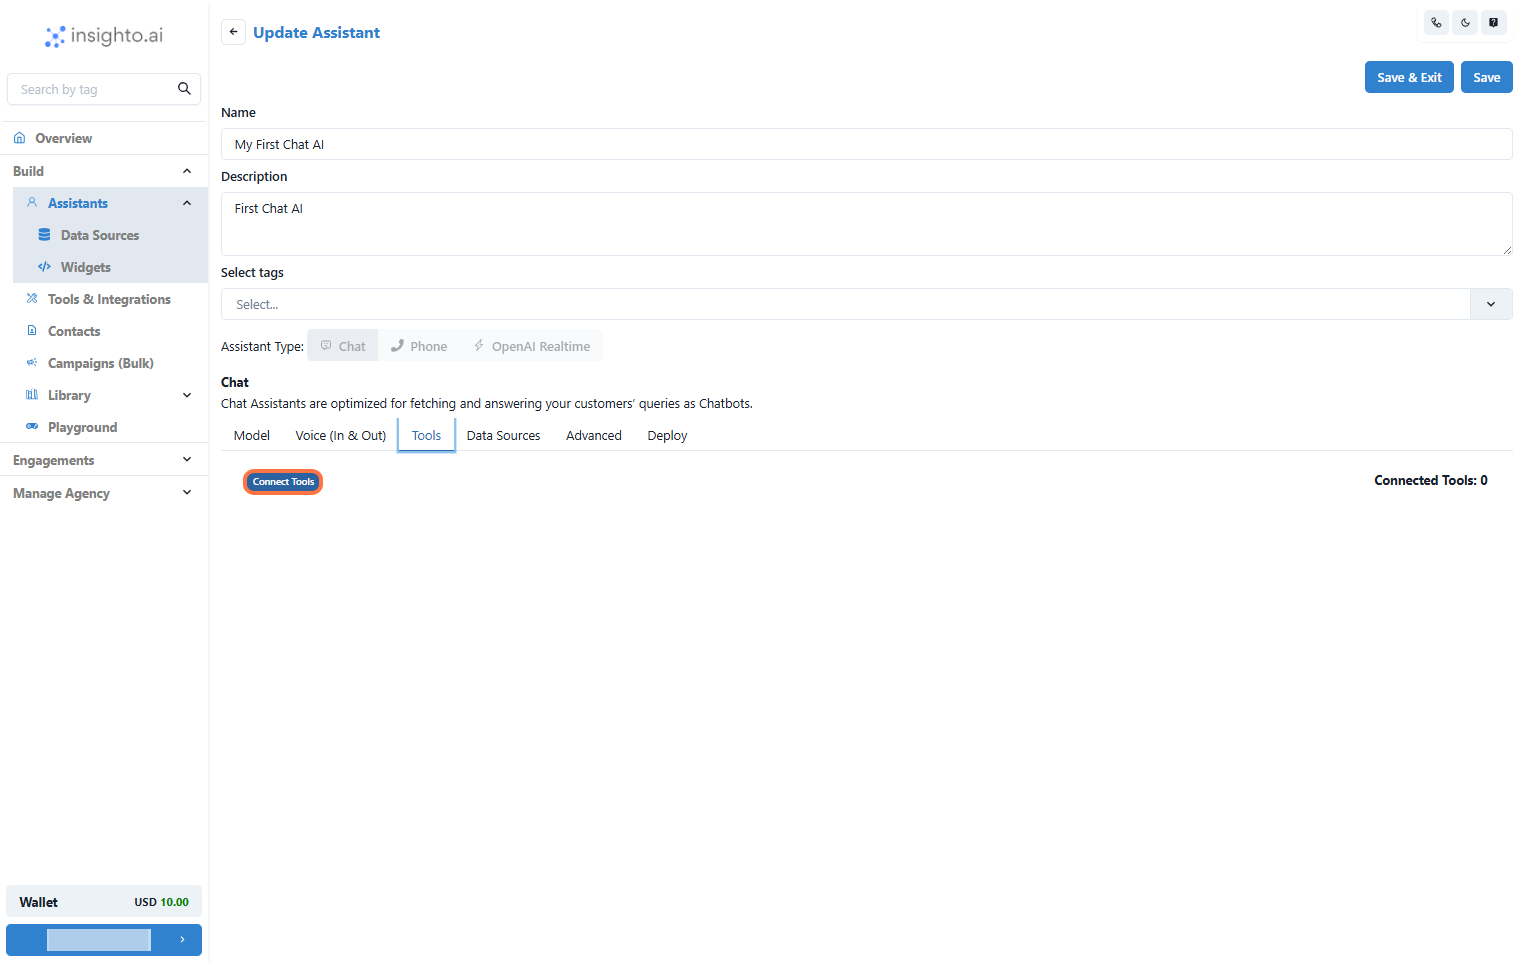 insighto.ai
Search by tag
Overview
Build
Assistants
Data Sources
Widgets
Tools & Integrations
Contacts
Campaigns (Bulk)
Library
Playground
Engagements
Manage Agency
Wallet USD 10.00
Update Assistant
Save & Exit Save
Name
My First Chat AI
Description
First Chat AI
Select tags
Select...
Assistant Type: Chat Phone OpenAI Realtime
Chat
Chat Assistants are optimized for fetching and answering your customers' queries as Chatbots.
Model Voice (In & Out) Tools Data Sources Advanced Deploy
Connect Tools Connected Tools: 0